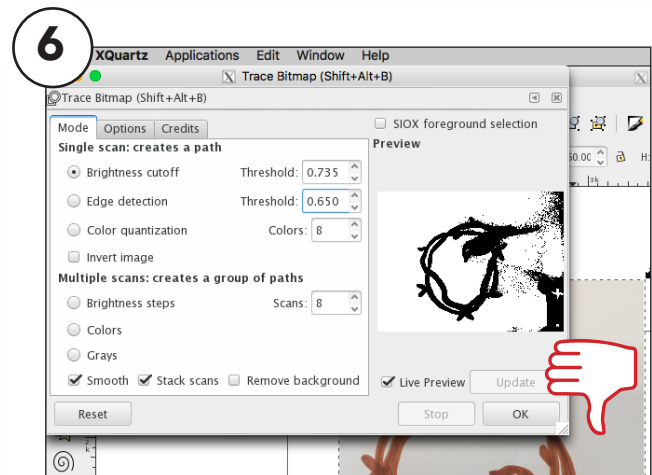 6
XQuartz Applications Edit Window Help
Trace Bitmap (Shift+Alt+B)
Trace Bitmap (Shift+Alt+B)
Mode Options Credits
SIOX foreground selection
Single scan: creates a path
Preview
Brightness cutoff Threshold: 0.735
Edge detection Threshold: 0.650
Color quantization Colors: 8
Invert image
Multiple scans: creates a group of paths
Brightness steps Scans: 8
Colors
Grays
Smooth Stack scans Remove background
Live Preview Update
Reset Stop OK
H:
3k
2k